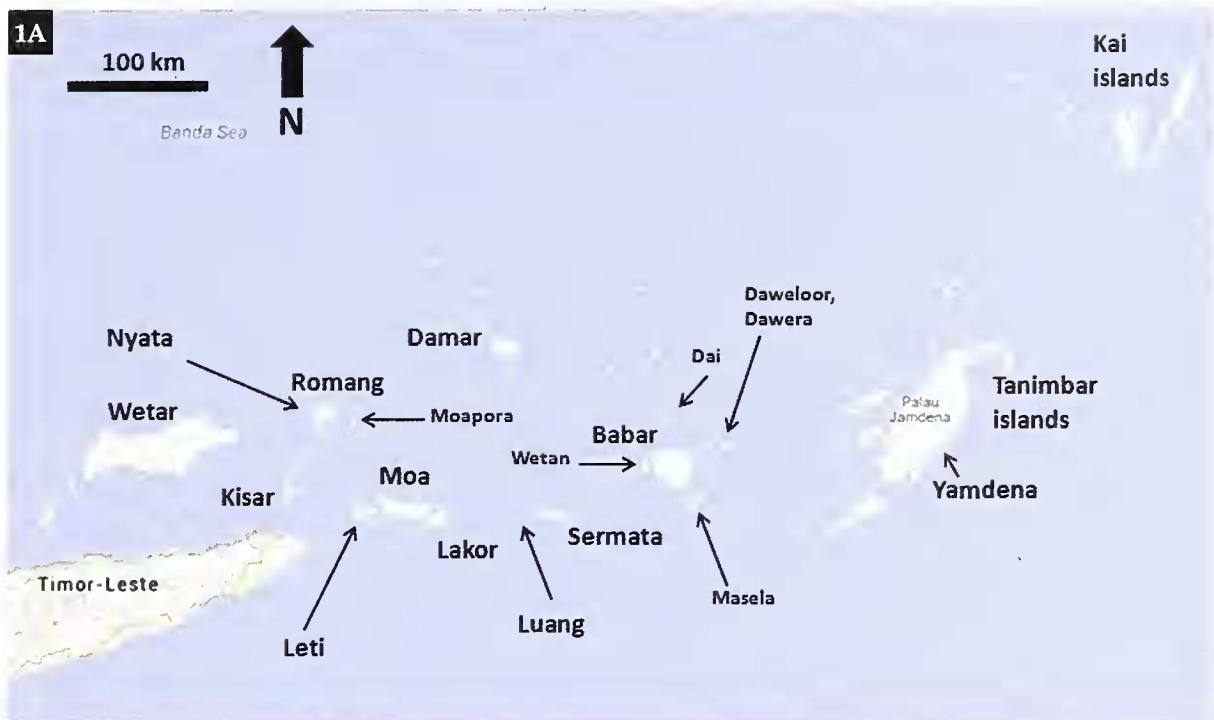 1A
100 km
N
Banda Sea
Kai
islands
Daweloor,
Dawera
Nyata
Damar
Dai
Romang
Tanimbar
islands
Palau
Jamdena
Wetar
Moapora
Babar
Wetan
Moa
Kisar
Yamdena
Lakor
Sermata
Timor-Leste
Masela
Luang
Leti